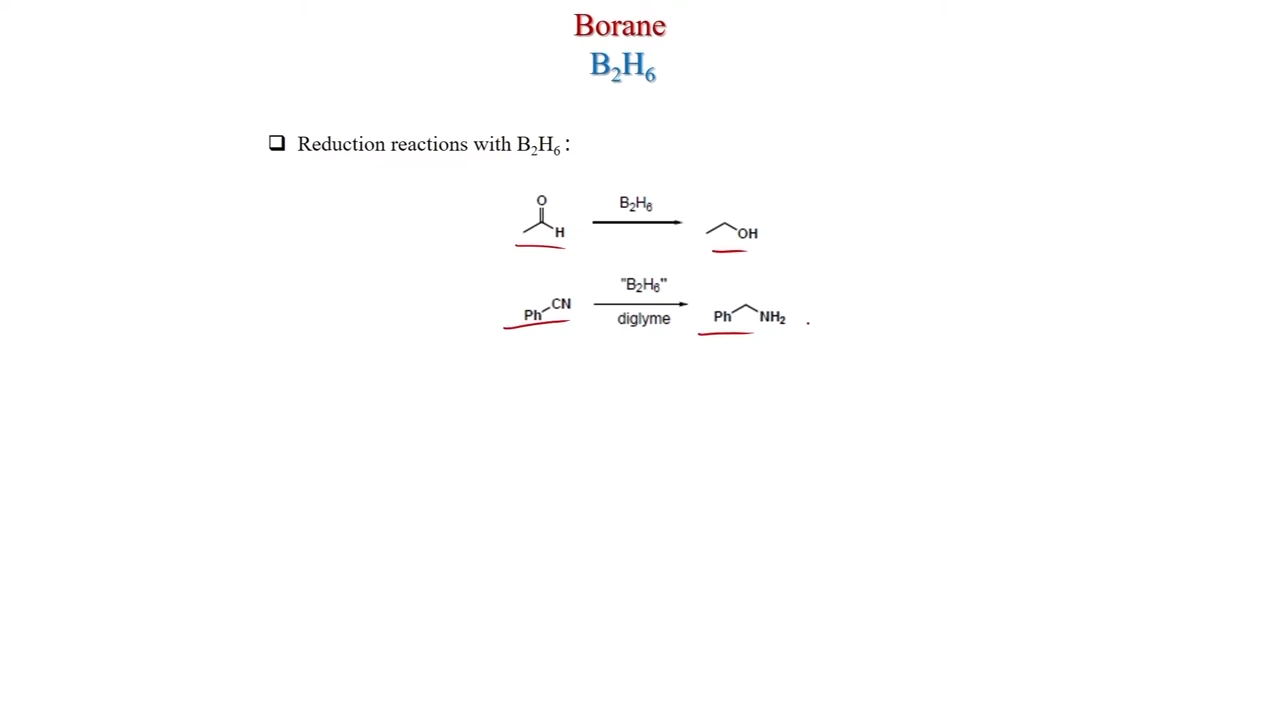 Borane
B₂H₆
❑ Reduction reactions with B₂H₆:
O
H
B₂H₆
OH
Ph
CN
"B₂H₆"
diglyme
Ph
NH₂
.